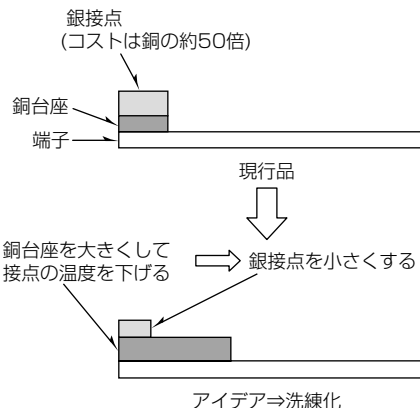 銀接点
(コストは銅の約50倍)
銅台座
端子
現行品
銅台座を大きくして
接点の温度を下げる
銀接点を小さくする
アイデア⇒洗練化